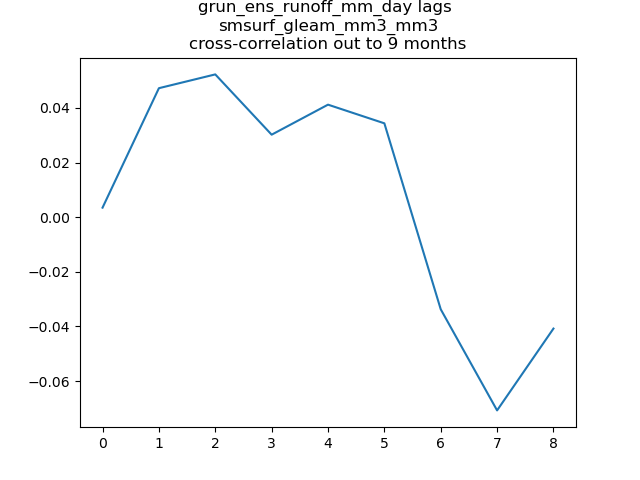 grun_ens_runoff_mm_day lags
smsurf_gleam_mm3_mm3
cross-correlation out to 9 months
0.04
0.02
0.00
−0.02
−0.04
−0.06
0 1 2 3 4 5 6 7 8